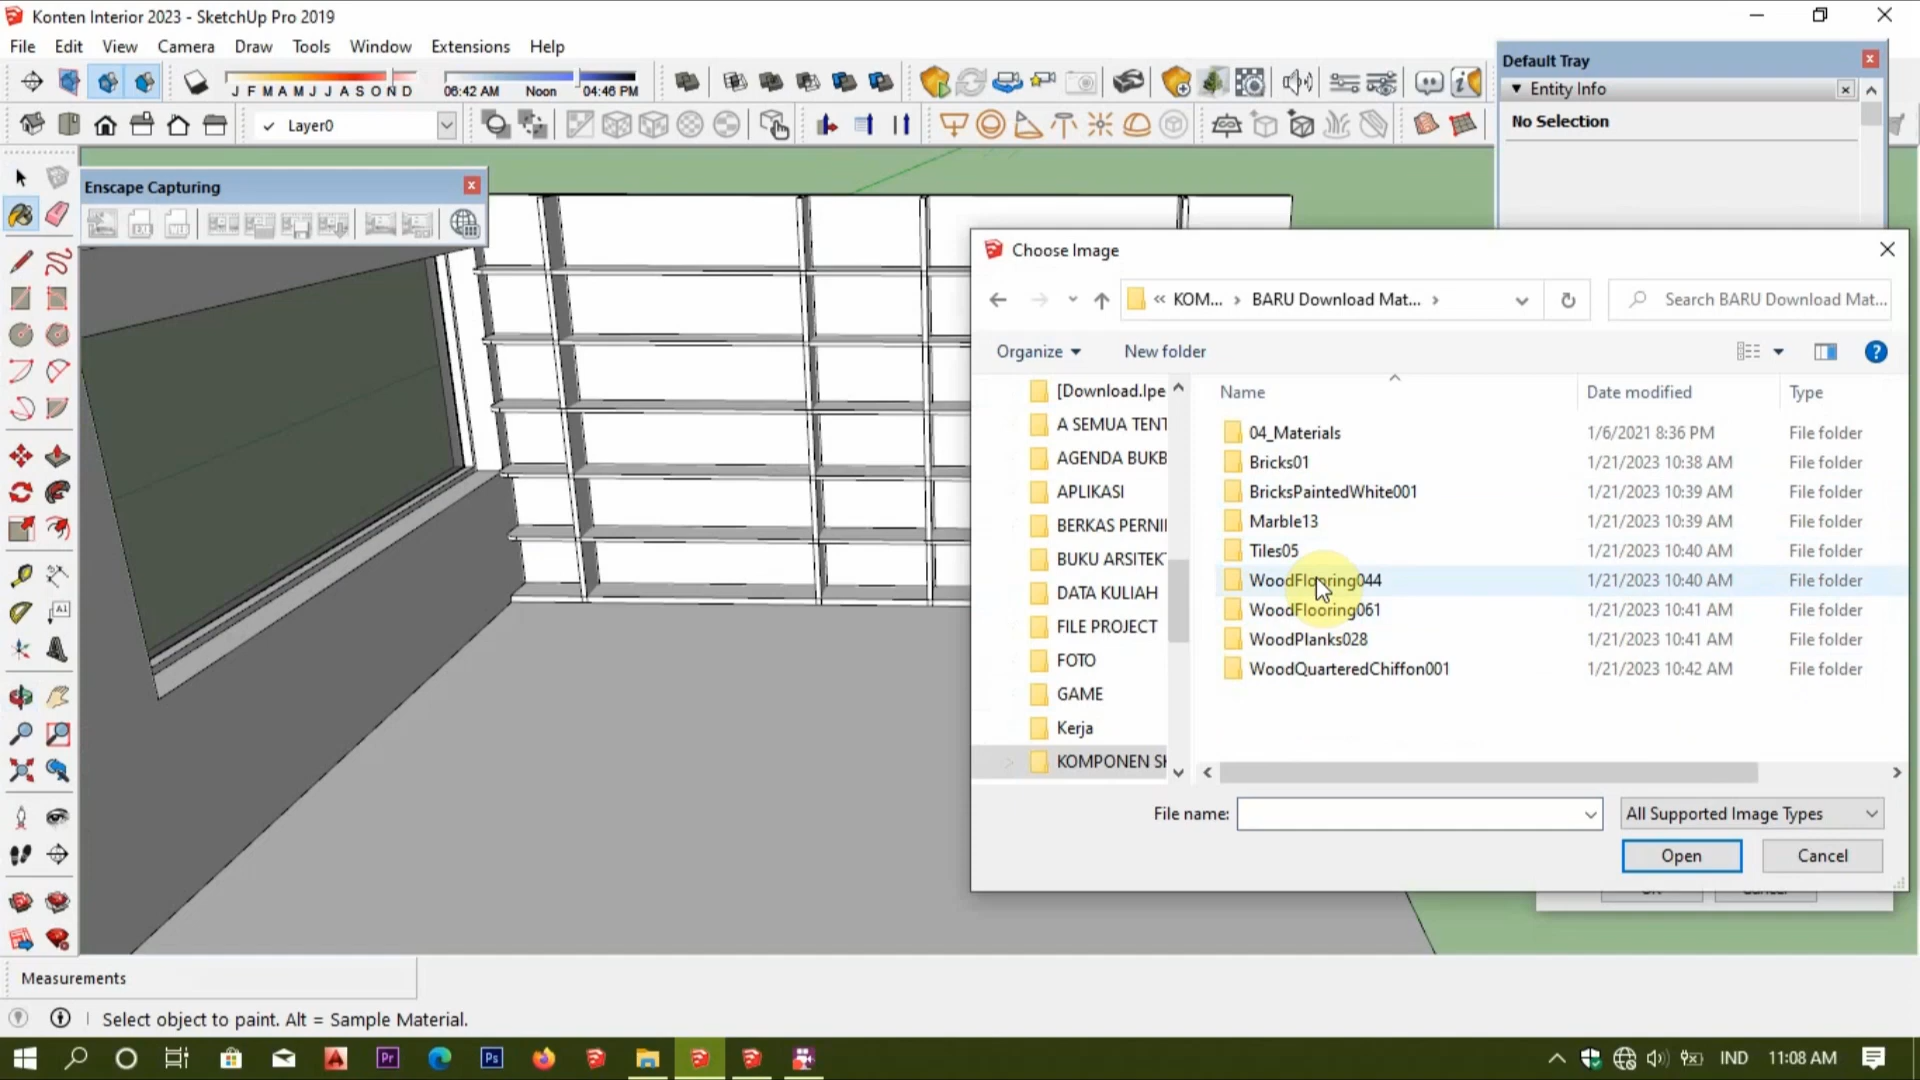 Konten Interior 2023 - SketchUp Pro 2019
File Edit View Camera Draw Tools Window Extensions Help
J F M A M J J A S O N D
06:42 AM Noon 04:46 PM
Layer0
Default Tray
Entity Info
No Selection
Enscape Capturing
Choose Image
« KOM... › BARU Download Mat... ›
Search BARU Download Mat...
Organize New folder
Name Date modified Type
[Download.Ipe
A SEMUA TENT
AGENDA BUKB
APLIKASI
BERKAS PERNI
BUKU ARSITEK
DATA KULIAH
FILE PROJECT
FOTO
GAME
Kerja
KOMPONEN SK
04_Materials 1/6/2021 8:36 PM File folder
Bricks01 1/21/2023 10:38 AM File folder
BricksPaintedWhite001 1/21/2023 10:39 AM File folder
Marble13 1/21/2023 10:39 AM File folder
Tiles05 1/21/2023 10:40 AM File folder
WoodFlooring044 1/21/2023 10:40 AM File folder
WoodFlooring061 1/21/2023 10:41 AM File folder
WoodPlanks028 1/21/2023 10:41 AM File folder
WoodQuarteredChiffon001 1/21/2023 10:42 AM File folder
File name:
All Supported Image Types
Open Cancel
Measurements
Select object to paint. Alt = Sample Material.
IND 11:08 AM